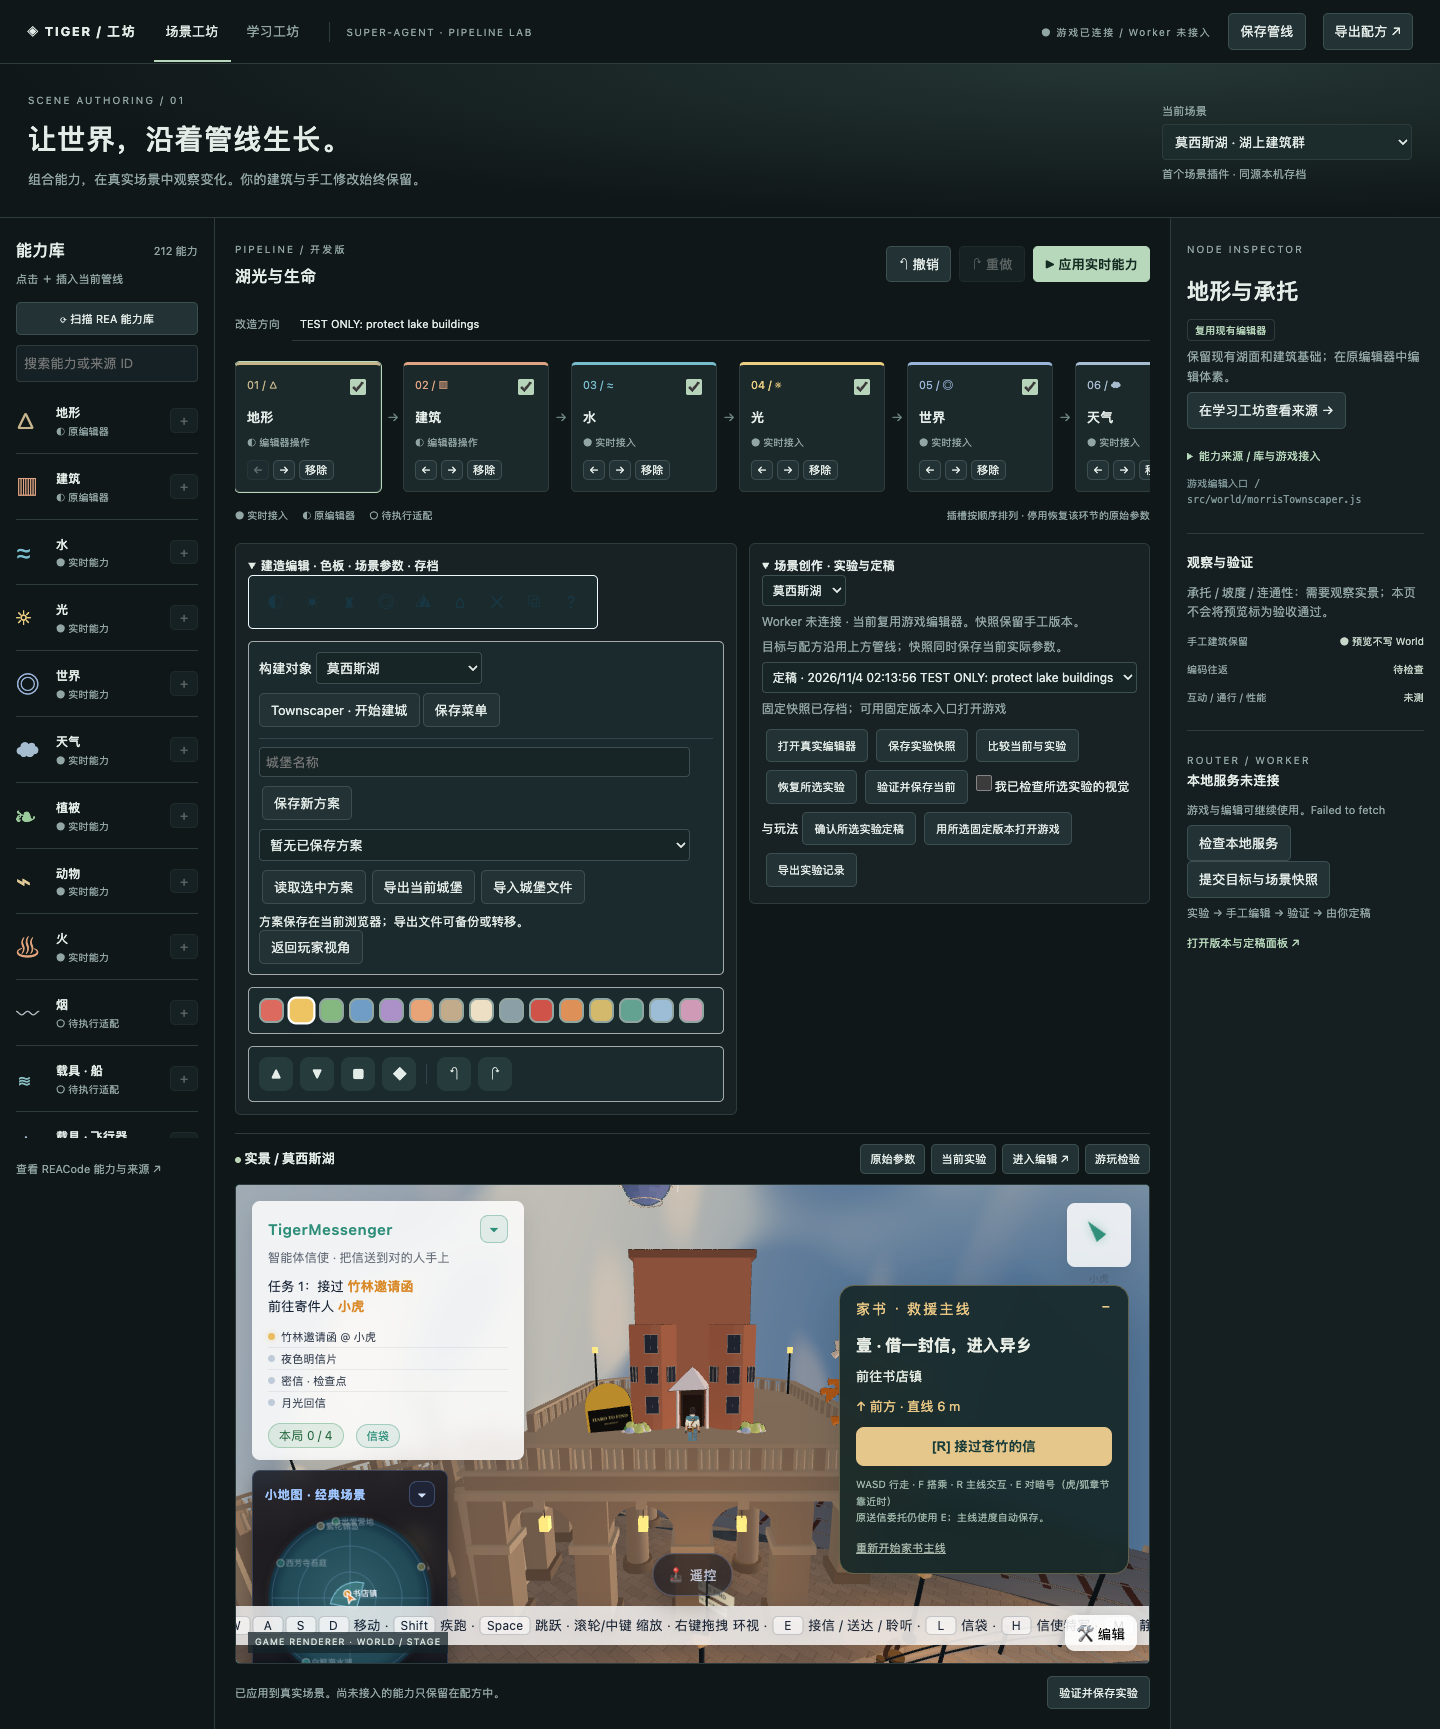 ◈ TIGER / 工坊
场景工坊
学习工坊
SUPER-AGENT · PIPELINE LAB
● 游戏已连接 / Worker 未接入
保存管线
导出配方 ↗
SCENE AUTHORING / 01
让世界，沿着管线生长。
组合能力，在真实场景中观察变化。你的建筑与手工修改始终保留。
当前场景
莫西斯湖 · 湖上建筑群
首个场景插件 · 同源本机存档
能力库
212 能力
点击 ＋ 插入当前管线
⟳ 扫描 REA 能力库
搜索能力或来源 ID
地形
◐ 原编辑器
建筑
◐ 原编辑器
水
● 实时能力
光
● 实时能力
世界
● 实时能力
天气
● 实时能力
植被
● 实时能力
动物
● 实时能力
火
● 实时能力
烟
○ 待执行适配
载具 · 船
○ 待执行适配
载具 · 飞行器
查看 REACode 能力与来源 ↗
PIPELINE / 开发版
湖光与生命
撤销
重做
▶ 应用实时能力
改造方向
TEST ONLY: protect lake buildings
01 / △
地形
◐ 编辑器操作
← → 移除
02 / ▥
建筑
◐ 编辑器操作
← → 移除
03 / ≈
水
● 实时接入
← → 移除
04 / ☀
光
● 实时接入
← → 移除
05 / ◎
世界
● 实时接入
← → 移除
06 / ☁
天气
● 实时接入
← →
● 实时接入 ◐ 原编辑器 ○ 待执行适配
插槽按顺序排列 · 停用恢复该环节的原始参数
▼ 建造编辑 · 色板 · 场景参数 · 存档
构建对象
莫西斯湖
Townscaper · 开始建城
保存菜单
城堡名称
保存新方案
暂无已保存方案
读取选中方案
导出当前城堡
导入城堡文件
方案保存在当前浏览器；导出文件可备份或转移。
返回玩家视角
▼ 场景创作 · 实验与定稿
莫西斯湖
Worker 未连接 · 当前复用游戏编辑器。快照保留手工版本。
目标与配方沿用上方管线；快照同时保存当前实际参数。
定稿 · 2026/11/4 02:13:56 TEST ONLY: protect lake buildings
固定快照已存档；可用固定版本入口打开游戏
打开真实编辑器
保存实验快照
比较当前与实验
恢复所选实验
验证并保存当前
我已检查所选实验的视觉
与玩法
确认所选实验定稿
用所选固定版本打开游戏
导出实验记录
● 实景 / 莫西斯湖
原始参数
当前实验
进入编辑 ↗
游玩检验
TigerMessenger
智能体信使 · 把信送到对的人手上
任务 1：接过 竹林邀请函
前往寄件人 小虎
竹林邀请函 @ 小虎
夜色明信片
密信 · 检查点
月光回信
本局 0 / 4
信袋
小地图 · 经典场景
书店镇
小虎
家书 · 救援主线
−
壹 · 借一封信，进入异乡
前往书店镇
↑ 前方 · 直线 6 m
[R] 接过苍竹的信
WASD 行走 · F 搭乘 · R 主线交互 · E 对暗号（虎/狐章节
靠近时）
原送信委托仍使用 E；主线进度自动保存。
重新开始家书主线
遥控
W A S D 移动 · Shift 疾跑 · Space 跳跃 · 滚轮/中键 缩放 · 右键拖拽 环视 · E 接信 / 送达 / 聆听 · L 信袋 · H 信使
编辑
GAME RENDERER · WORLD / STAGE
已应用到真实场景。尚未接入的能力只保留在配方中。
验证并保存实验
NODE INSPECTOR
地形与承托
复用现有编辑器
保留现有湖面和建筑基础；在原编辑器中编
辑体素。
在学习工坊查看来源 →
▶ 能力来源 / 库与游戏接入
游戏编辑入口 /
src/world/morrisTownscaper.js
观察与验证
承托 / 坡度 / 连通性：需要观察实景；本页
不会将预览标为验收通过。
手工建筑保留
● 预览不写 World
编码往返
待检查
互动 / 通行 / 性能
未测
ROUTER / WORKER
本地服务未连接
游戏与编辑可继续使用。Failed to fetch
检查本地服务
提交目标与场景快照
实验 → 手工编辑 → 验证 → 由你定稿
打开版本与定稿面板 ↗